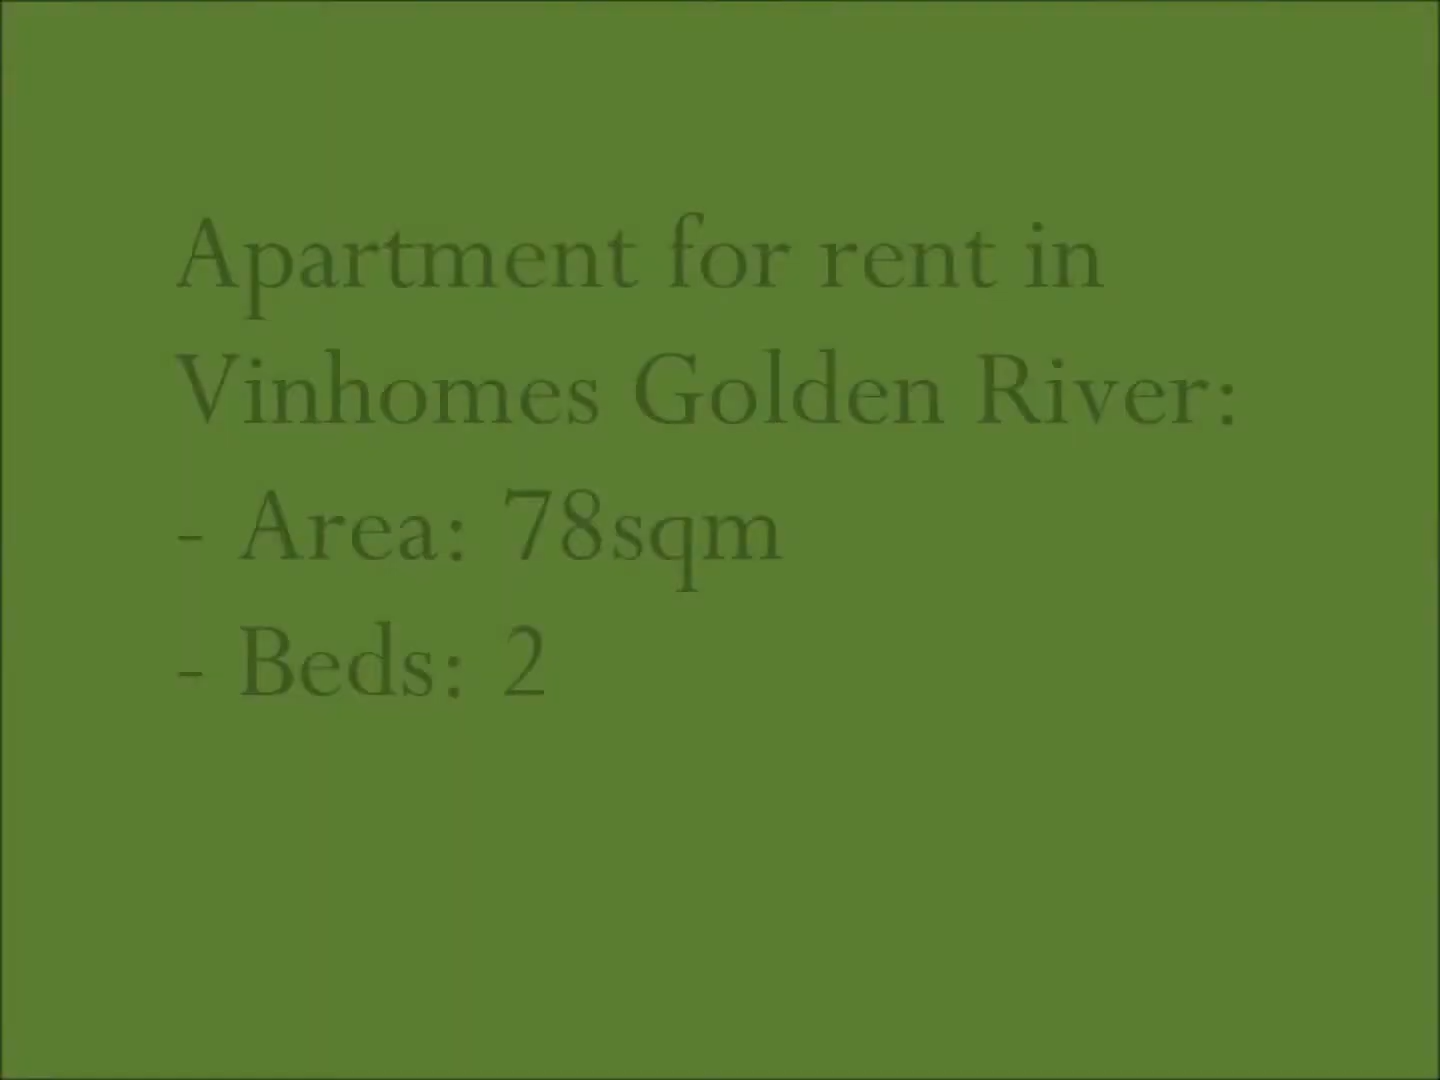 Apartment for rent in
Vinhomes Golden River:
- Area: 78sqm
- Beds: 2